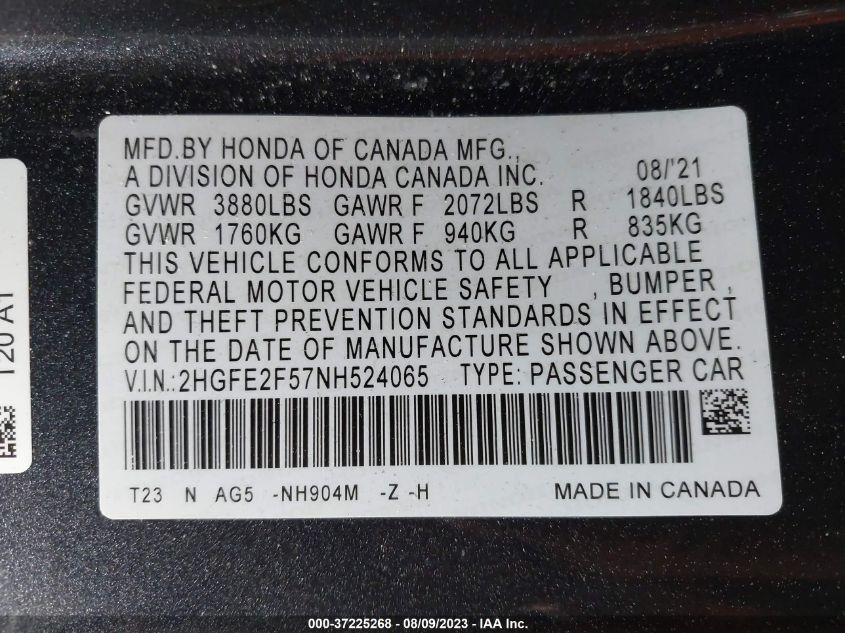 MFD.BY HONDA OF CANADA MFG.,
A DIVISION OF HONDA CANADA INC. 08/'21
GVWR 3880LBS GAWR F 2072LBS R 1840LBS
GVWR 1760KG GAWR F 940KG R 835KG
THIS VEHICLE CONFORMS TO ALL APPLICABLE
FEDERAL MOTOR VEHICLE SAFETY , BUMPER ,
AND THEFT PREVENTION STANDARDS IN EFFECT
ON THE DATE OF MANUFACTURE SHOWN ABOVE.
V.I.N.:2HGFE2F57NH524065 TYPE: PASSENGER CAR
T23 N AG5 -NH904M -Z -H MADE IN CANADA
T20 A1
000-37225268 - 08/09/2023 - IAA Inc.